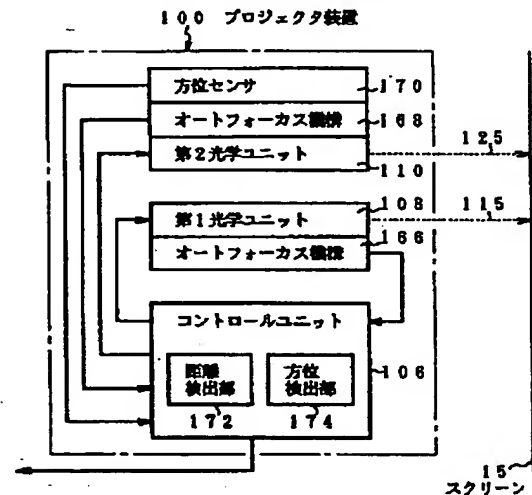 100 プロジェクタ装置
方位センサ
170
オートフォーカス機構
168
第2光学ユニット
110
125
第1光学ユニット
108
115
オートフォーカス機構
166
コントロールユニット
106
距離
検出部
172
方位
検出部
174
15
スクリーン